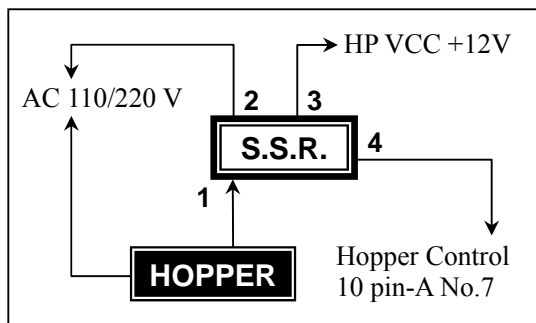 HP VCC +12V
AC 110/220 V
2
3
S.S.R.
4
1
HOPPER
Hopper Control
10 pin-A No.7